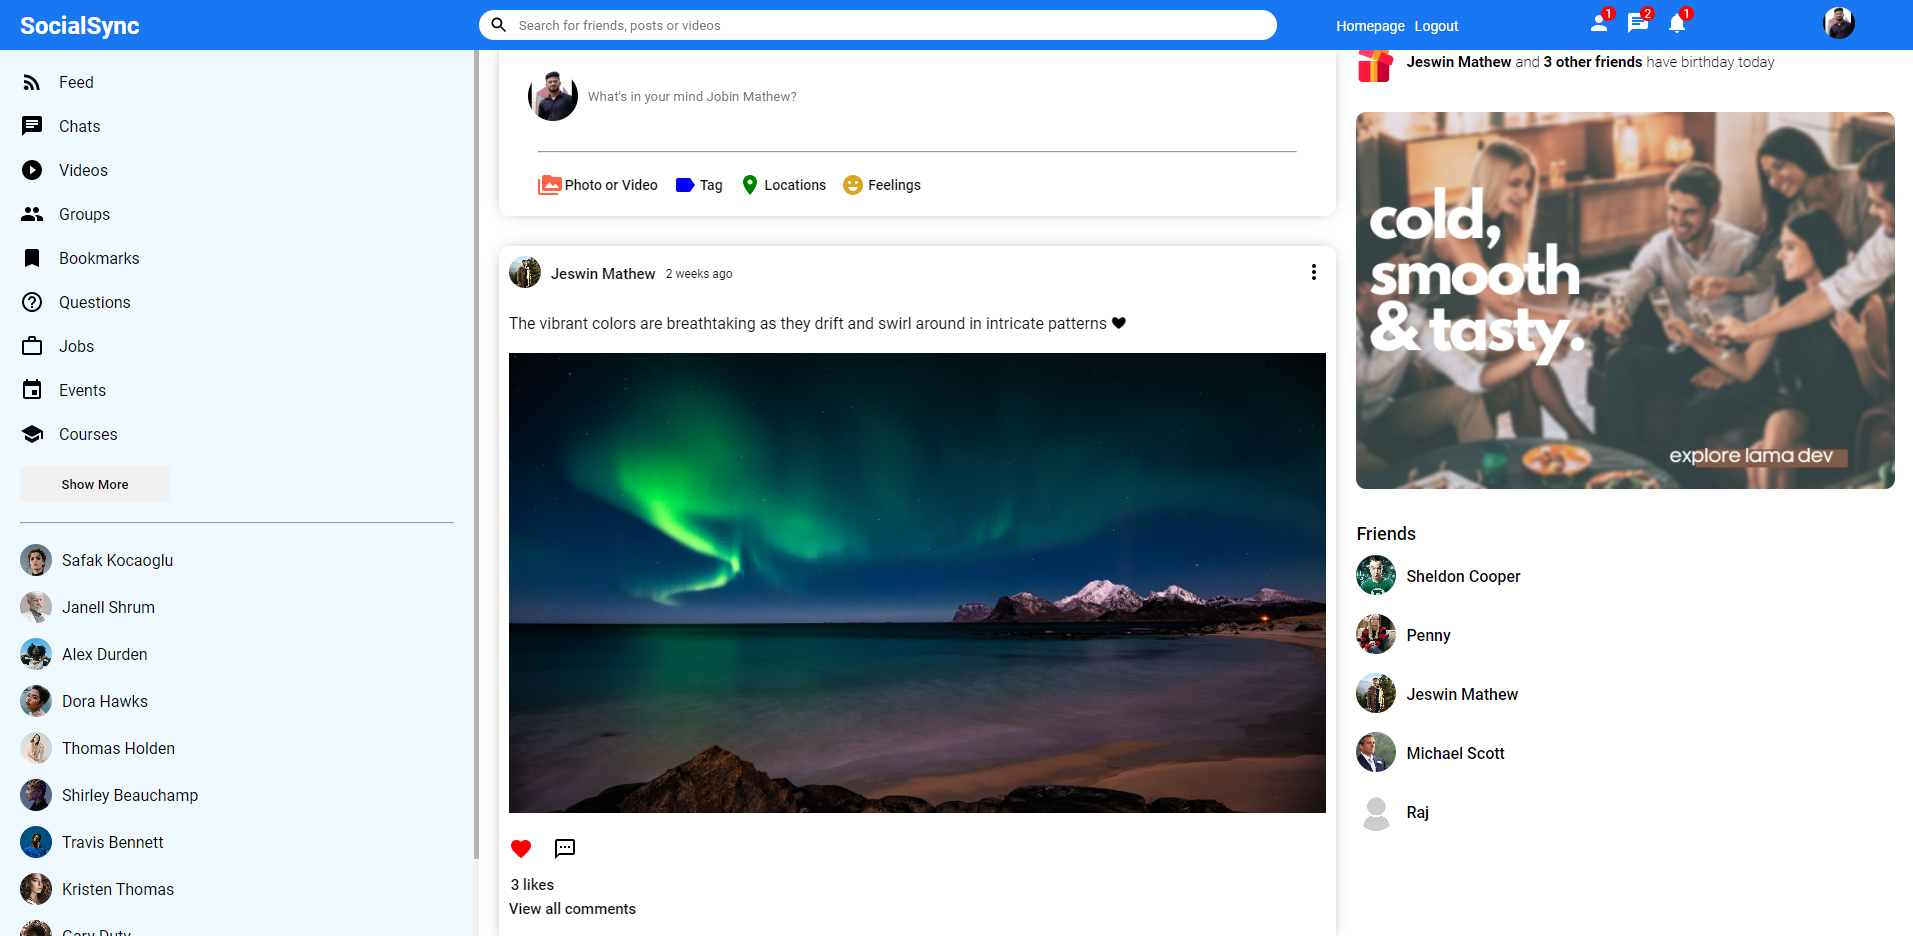 SocialSync
Search for friends, posts or videos
Homepage Logout
1
2
1
Feed
Chats
Videos
Groups
Bookmarks
Questions
Jobs
Events
Courses
Show More
Safak Kocaoglu
Janell Shrum
Alex Durden
Dora Hawks
Thomas Holden
Shirley Beauchamp
Travis Bennett
Kristen Thomas
Gary Duty
What's in your mind Jobin Mathew?
Photo or Video Tag Locations Feelings
Jeswin Mathew 2 weeks ago
The vibrant colors are breathtaking as they drift and swirl around in intricate patterns 🖤
3 likes
View all comments
Jeswin Mathew and 3 other friends have birthday today
cold,
smooth
& tasty.
explore lama dev
Friends
Sheldon Cooper
Penny
Jeswin Mathew
Michael Scott
Raj